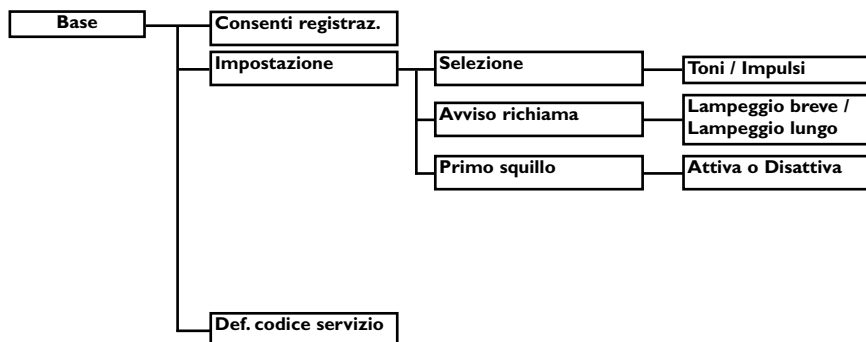 Base
Consenti registraz.
Impostazione
Selezione
Toni / Impulsi
Avviso richiama
Lampeggio breve /
Lampeggio lungo
Primo squillo
Attiva o Disattiva
Def. codice servizio